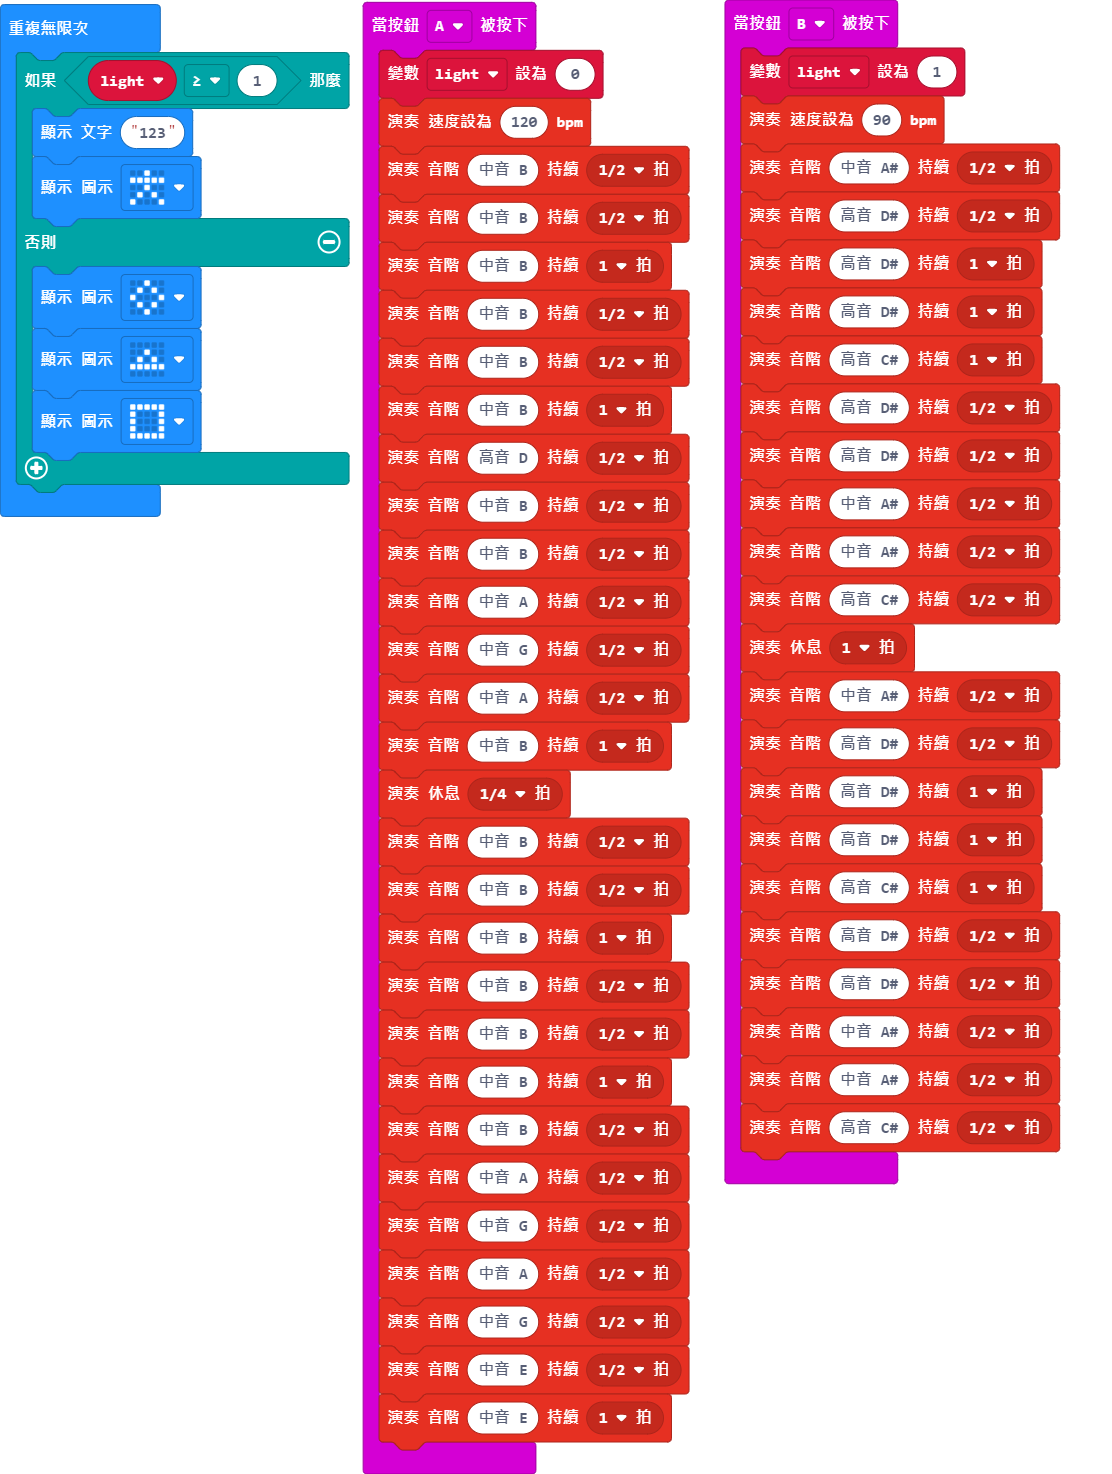 重複無限次
如果 light ≥ 1 那麼
顯示 文字 "123"
顯示 圖示
否則
顯示 圖示
顯示 圖示
顯示 圖示
當按鈕 A 被按下
變數 light 設為 0
演奏 速度設為 120 bpm
演奏 音階 中音 B 持續 1/2 拍
演奏 音階 中音 B 持續 1/2 拍
演奏 音階 中音 B 持續 1 拍
演奏 音階 中音 B 持續 1/2 拍
演奏 音階 中音 B 持續 1/2 拍
演奏 音階 中音 B 持續 1 拍
演奏 音階 高音 D 持續 1/2 拍
演奏 音階 中音 B 持續 1/2 拍
演奏 音階 中音 B 持續 1/2 拍
演奏 音階 中音 A 持續 1/2 拍
演奏 音階 中音 G 持續 1/2 拍
演奏 音階 中音 A 持續 1/2 拍
演奏 音階 中音 B 持續 1 拍
演奏 休息 1/4 拍
演奏 音階 中音 B 持續 1/2 拍
演奏 音階 中音 B 持續 1/2 拍
演奏 音階 中音 B 持續 1 拍
演奏 音階 中音 B 持續 1/2 拍
演奏 音階 中音 B 持續 1/2 拍
演奏 音階 中音 B 持續 1 拍
演奏 音階 中音 B 持續 1/2 拍
演奏 音階 中音 A 持續 1/2 拍
演奏 音階 中音 G 持續 1/2 拍
演奏 音階 中音 A 持續 1/2 拍
演奏 音階 中音 G 持續 1/2 拍
演奏 音階 中音 E 持續 1/2 拍
演奏 音階 中音 E 持續 1 拍
當按鈕 B 被按下
變數 light 設為 1
演奏 速度設為 90 bpm
演奏 音階 中音 A# 持續 1/2 拍
演奏 音階 高音 D# 持續 1/2 拍
演奏 音階 高音 D# 持續 1 拍
演奏 音階 高音 D# 持續 1 拍
演奏 音階 高音 C# 持續 1 拍
演奏 音階 高音 D# 持續 1/2 拍
演奏 音階 高音 D# 持續 1/2 拍
演奏 音階 中音 A# 持續 1/2 拍
演奏 音階 中音 A# 持續 1/2 拍
演奏 音階 高音 C# 持續 1/2 拍
演奏 休息 1 拍
演奏 音階 中音 A# 持續 1/2 拍
演奏 音階 高音 D# 持續 1/2 拍
演奏 音階 高音 D# 持續 1 拍
演奏 音階 高音 D# 持續 1 拍
演奏 音階 高音 C# 持續 1 拍
演奏 音階 高音 D# 持續 1/2 拍
演奏 音階 高音 D# 持續 1/2 拍
演奏 音階 中音 A# 持續 1/2 拍
演奏 音階 中音 A# 持續 1/2 拍
演奏 音階 高音 C# 持續 1/2 拍